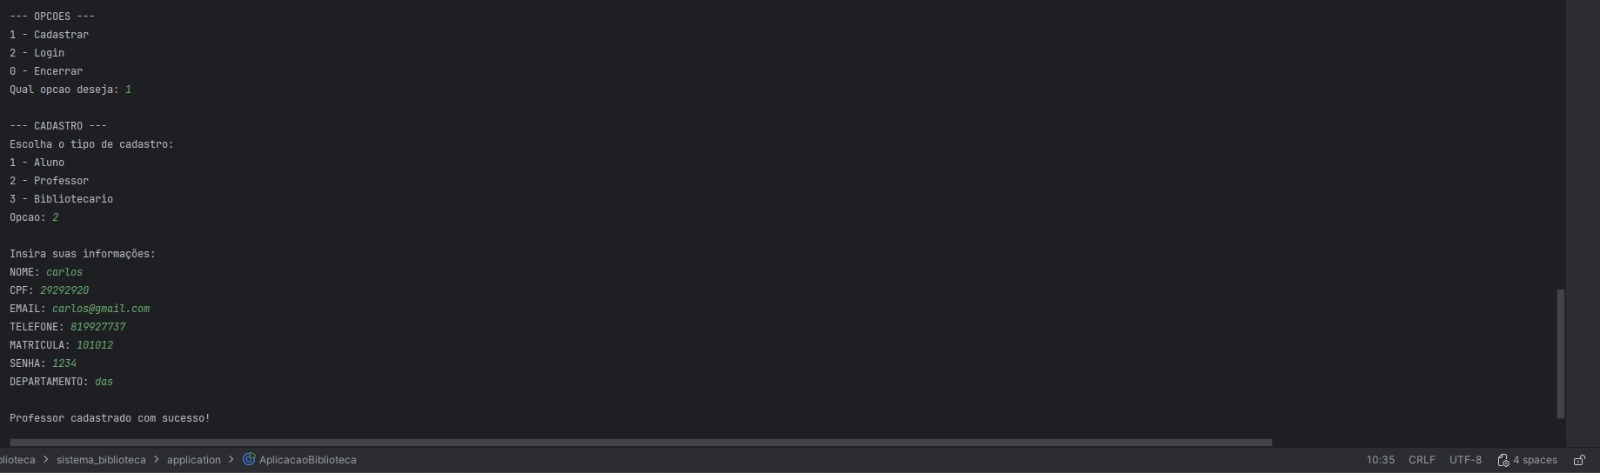 --- OPCOES ---
1 - Cadastrar
2 - Login
0 - Encerrar
Qual opcao deseja: 1
--- CADASTRO ---
Escolha o tipo de cadastro:
1 - Aluno
2 - Professor
3 - Bibliotecario
Opcao: 2
Insira suas informações:
NOME: carlos
CPF: 29292920
EMAIL: carlos@gmail.com
TELEFONE: 819927737
MATRICULA: 101012
SENHA: 1234
DEPARTAMENTO: das
Professor cadastrado com sucesso!
blioteca > sistema_biblioteca > application > AplicacaoBiblioteca 10:35 CRLF UTF-8 4 spaces